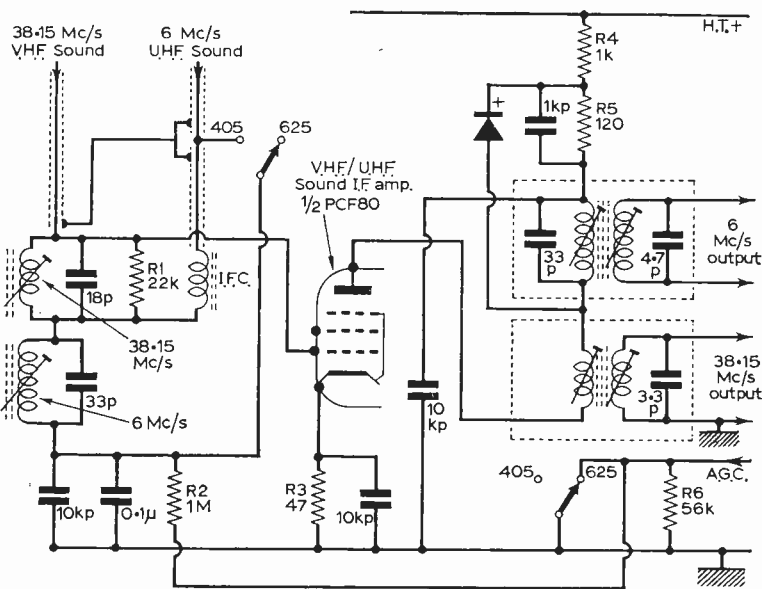 38·15 Mc/s
VHF Sound
6 Mc/s
UHF Sound
H.T.+
R4
1k
405
625
+
1kp
R5
120
V.H.F./U.H.F.
Sound I.F. amp.
1/2 PCF80
R1
22k
18p
I.F.C.
33
p
4·7
p
6
Mc/s
output
38·15
Mc/s
33p
6 Mc/s
10
kp
3·3
p
38·15
Mc/s
output
10kp
0·1µ
R2
1M
R3
47
10kp
405
625
A.G.C.
R6
56k